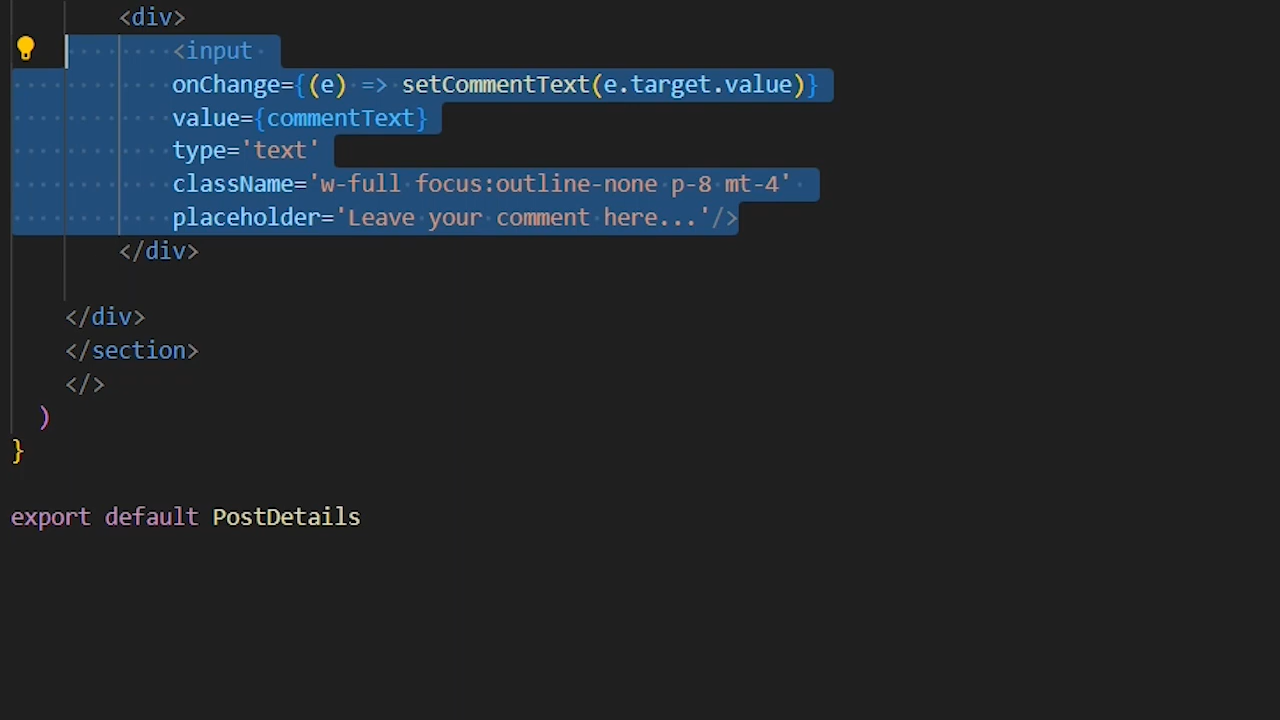 <div>
<input
onChange={(e) => setCommentText(e.target.value)}
value={commentText}
type='text'
className='w-full focus:outline-none p-8 mt-4'
placeholder='Leave your comment here...'/>
</div>
</div>
</section>
</>
)
}
export default PostDetails